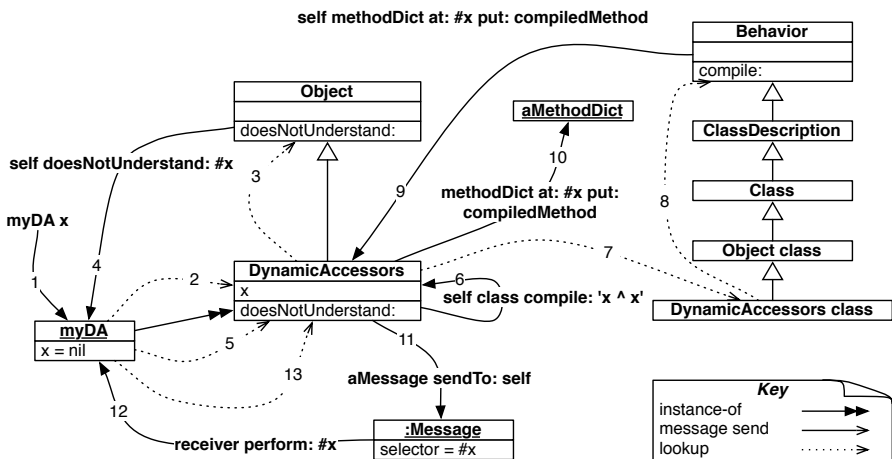 self methodDict at: #x put: compiledMethod
Behavior
compile:
Object
doesNotUnderstand:
aMethodDict
ClassDescription
self doesNotUnderstand: #x
3
9
10
methodDict at: #x put:
compiledMethod
Class
8
myDA x
Object class
4
2
1
DynamicAccessors
x
doesNotUnderstand:
6
7
self class compile: 'x ^ x'
DynamicAccessors class
myDA
x = nil
5
13
11
12
aMessage sendTo: self
receiver perform: #x
:Message
selector = #x
Key
instance-of
message send
lookup